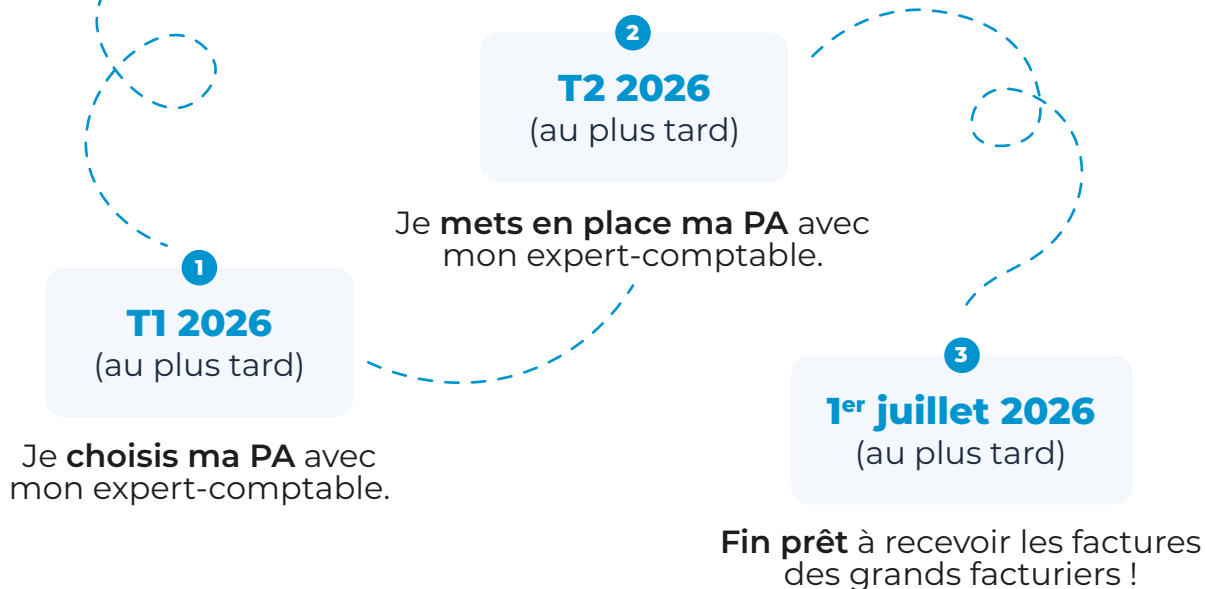 1
T1 2026
(au plus tard)
Je choisis ma PA avec
mon expert-comptable.
2
T2 2026
(au plus tard)
Je mets en place ma PA avec
mon expert-comptable.
3
1er juillet 2026
(au plus tard)
Fin prêt à recevoir les factures
des grands facturiers !